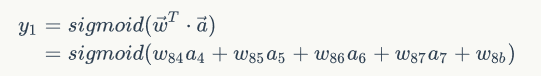 y₁ = sigmoid(w⃗ᵀ · a⃗)
= sigmoid(w₈₄a₄ + w₈₅a₅ + w₈₆a₆ + w₈₇a₇ + w₈b)